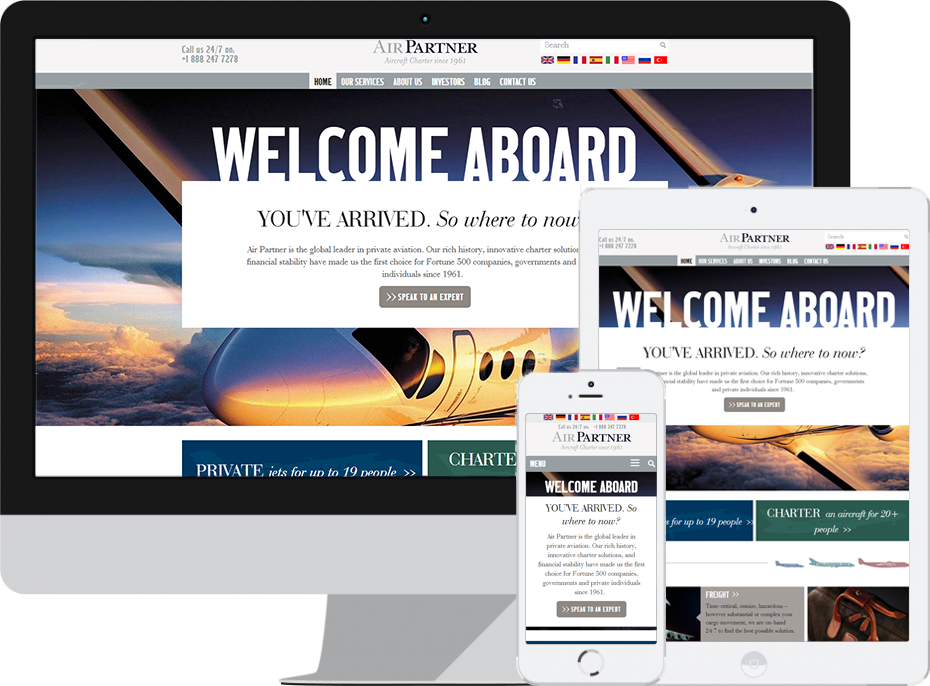 Call us 24/7 on.
+1 888 247 7278
AIR PARTNER
Aircraft Charter since 1961
Search
HOME OUR SERVICES ABOUT US INVESTORS BLOG CONTACT US
WELCOME ABOARD
YOU'VE ARRIVED. So where to now
Air Partner is the global leader in private aviation. Our rich history, innovative charter solution
financial stability have made us the first choice for Fortune 500 companies, governments and
individuals since 1961.
>> SPEAK TO AN EXPERT
PRIVATE jets for up to 19 people >>
CHARTE
Call us 24/7 on.
+1 888 247 7278
AIR PARTNER
Aircraft Charter since 1961
Search
HOME OUR SERVICES ABOUT US INVESTORS BLOG CONTACT US
WELCOME ABOARD
YOU'VE ARRIVED. So where to now?
Partner is the global leader in private aviation. Our rich history, innovative charter solutions,
financial stability have made us the first choice for Fortune 500 companies, governments
and private individuals since 1961.
>> SPEAK TO AN EXPERT
s for up to 19 people >>
CHARTER an aircraft for 20+
people >>
FREIGHT >>
Time-critical, outsize, hazardous –
however substantial or complex your
cargo movement, we are on-hand
24/7 to find the best possible solution.
Call us 24/7 on. +1 888 247 7278
AIR PARTNER
Aircraft Charter since 1961
MENU
WELCOME ABOARD
YOU'VE ARRIVED. So
where to now?
Air Partner is the global leader in
private aviation. Our rich history,
innovative charter solutions, and
financial stability have made us the first
choice for Fortune 500 companies,
governments and private individuals
since 1961.
>> SPEAK TO AN EXPERT